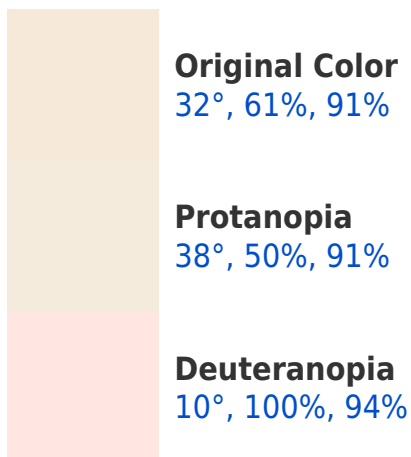 Original Color
32°, 61%, 91%
Protanopia
38°, 50%, 91%
Deuteranopia
10°, 100%, 94%